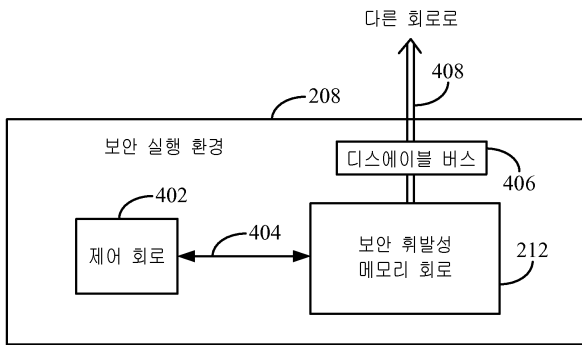 다른 회로로
408
208
보안 실행 환경
디스에이블 버스
406
402
제어 회로
404
보안 휘발성
메모리 회로
212